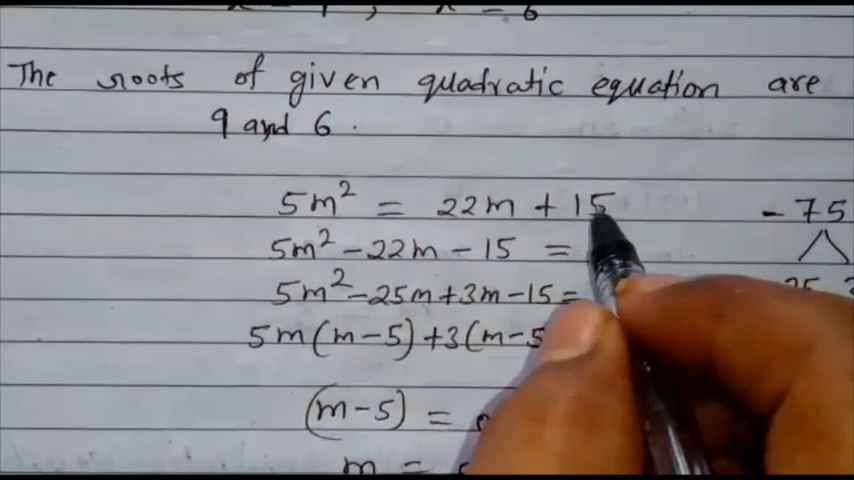 The roots of given quadratic equation are
9 and 6.
5m² = 22m + 15
- 75
5m² - 22m - 15 =
5m² - 25m + 3m - 15 =
5m(m - 5) + 3(m - 5
(m - 5) =
m =